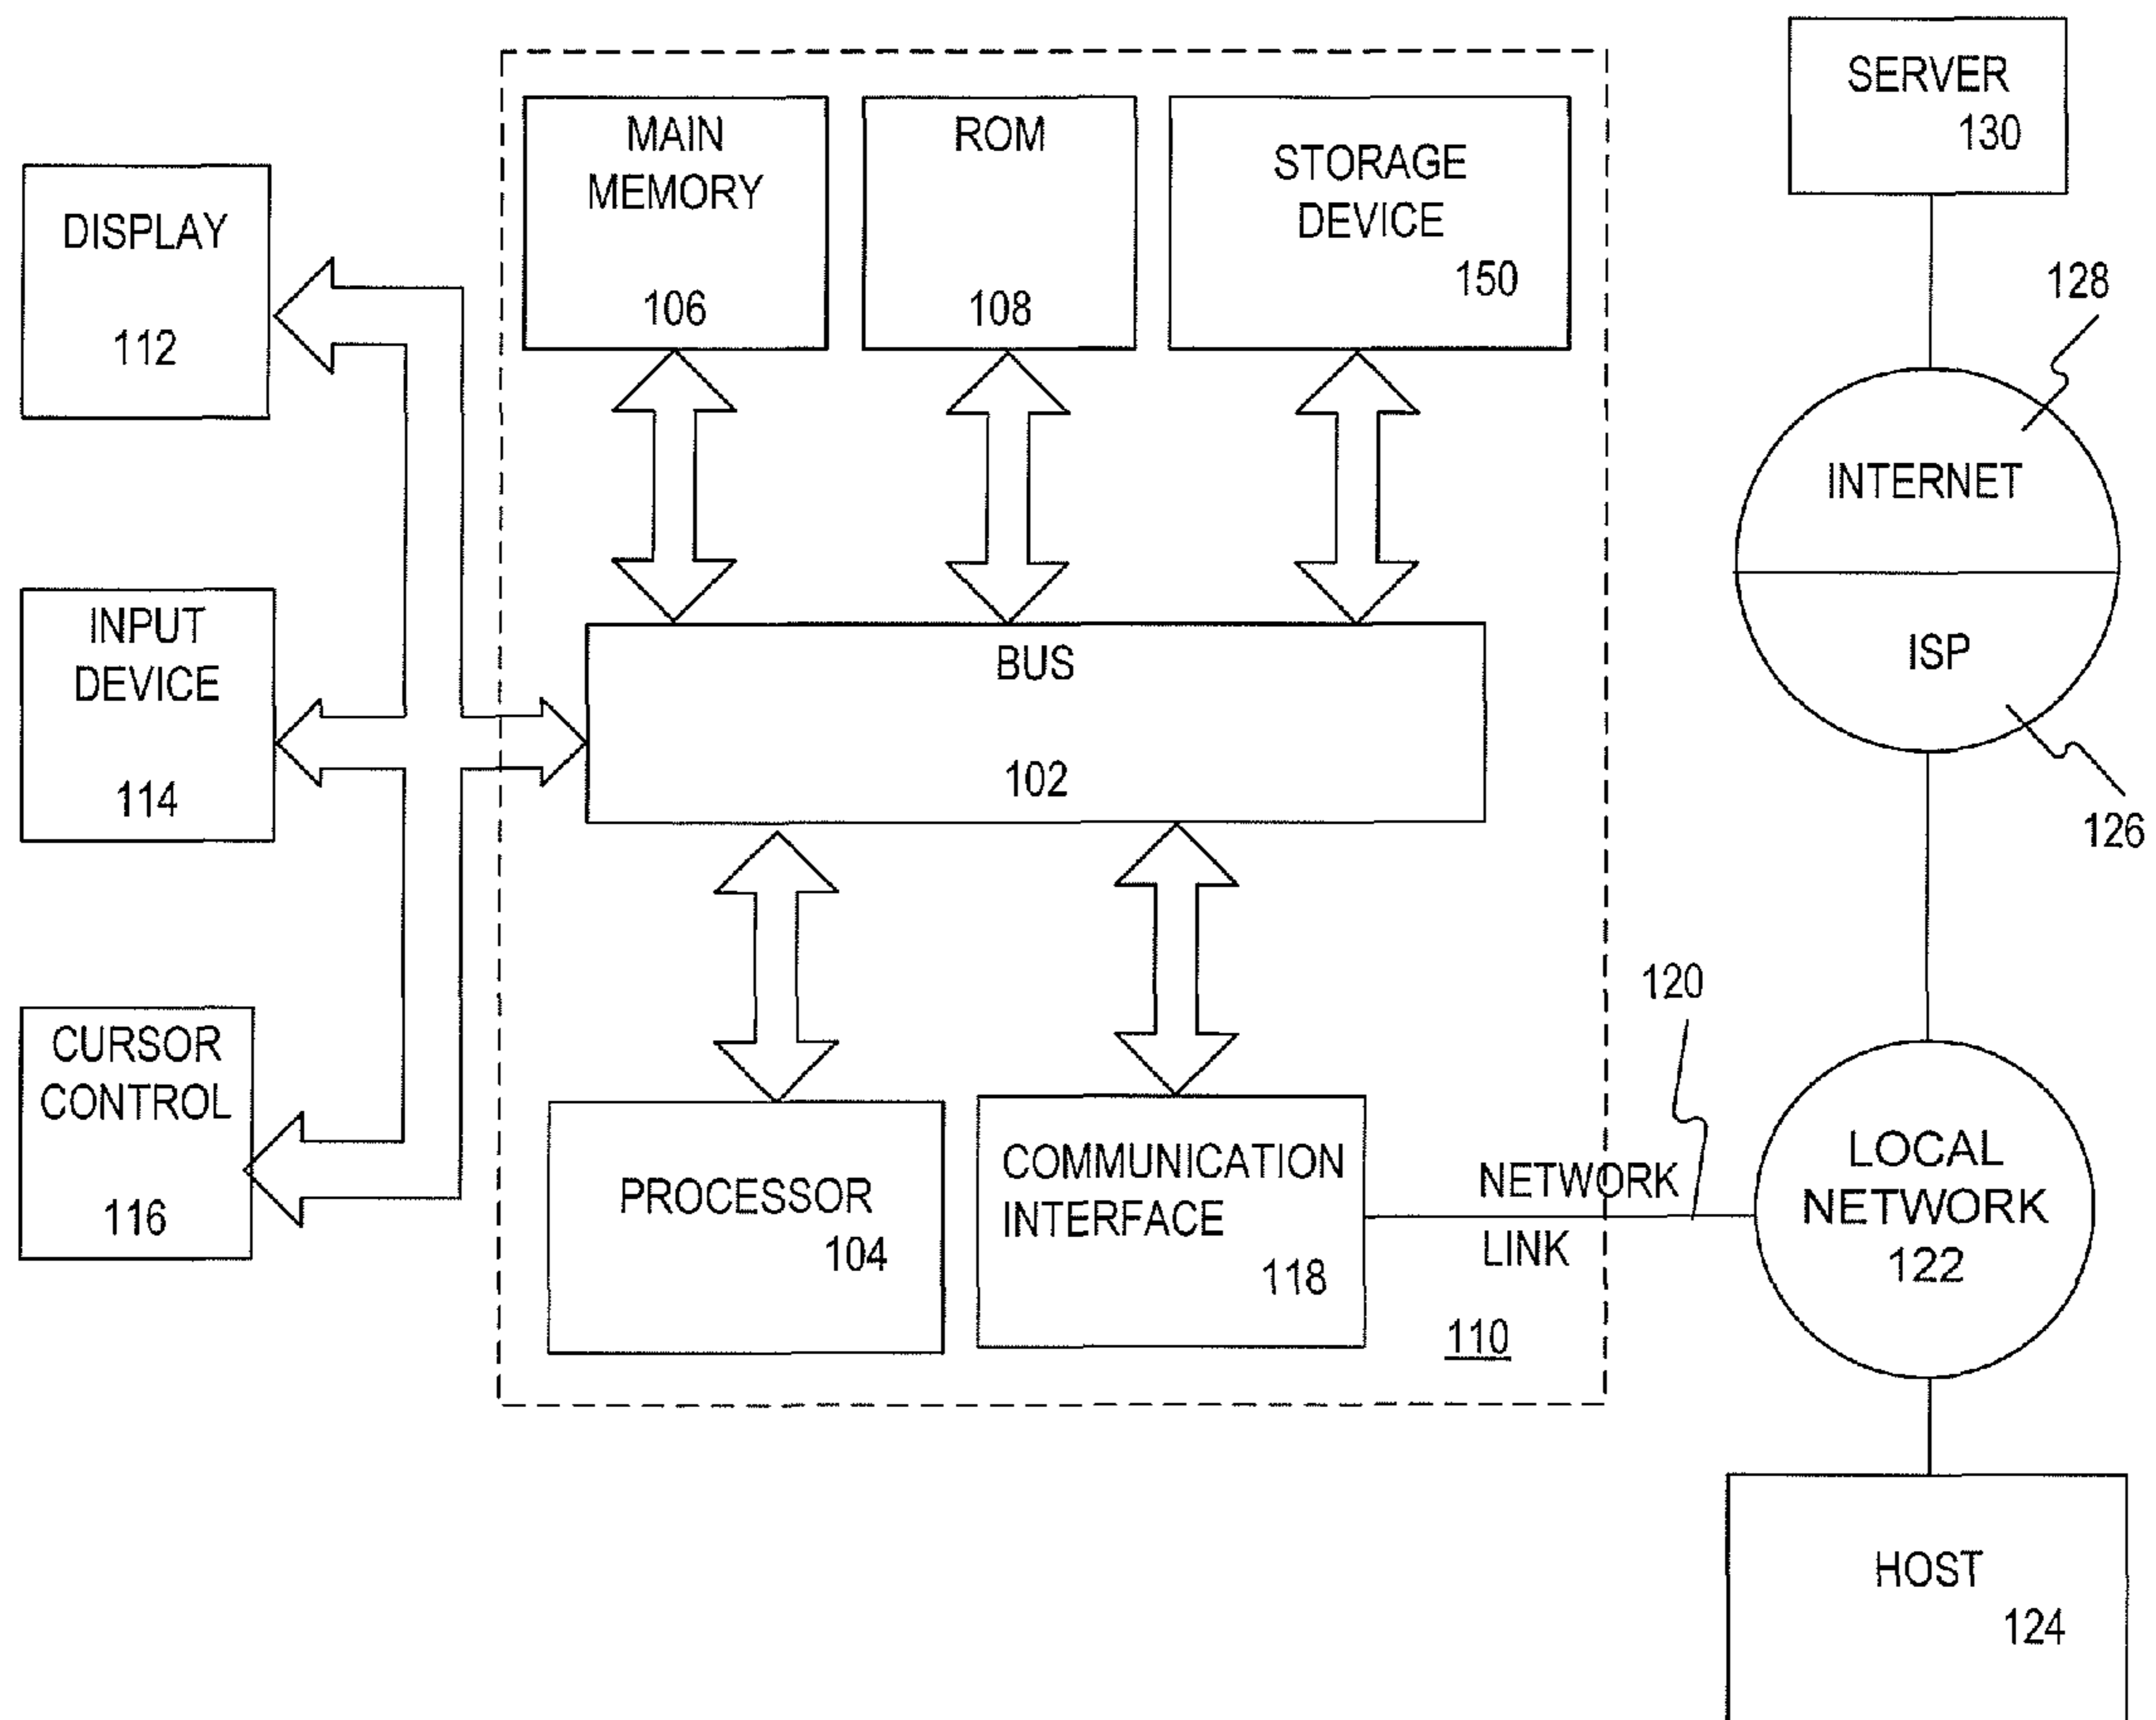 SERVER
130
MAIN
MEMORY
106
ROM
108
STORAGE
DEVICE
150
DISPLAY
112
128
INTERNET
ISP
126
INPUT
DEVICE
114
BUS
102
CURSOR
CONTROL
116
PROCESSOR
104
COMMUNICATION
INTERFACE
118
NETWORK
LINK
120
110
LOCAL
NETWORK
122
HOST
124